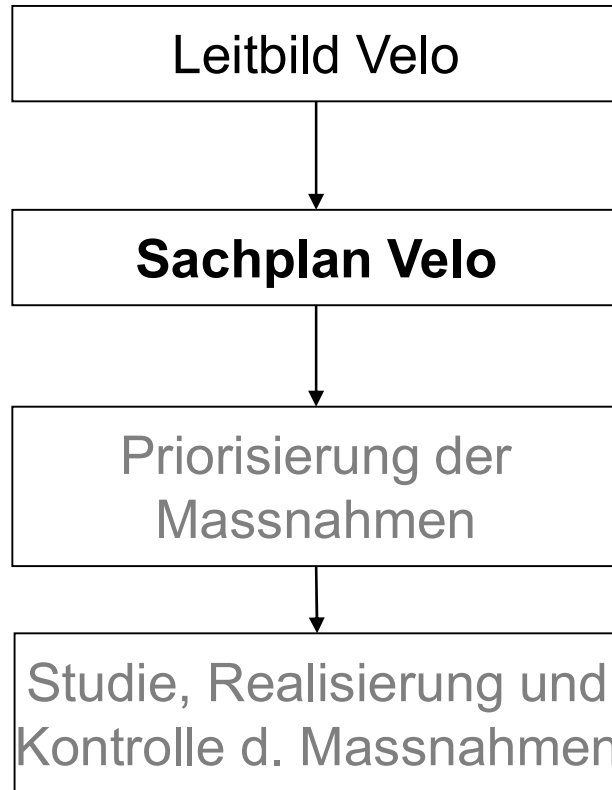 Leitbild Velo
Sachplan Velo
Priorisierung der
Massnahmen
Studie, Realisierung und
Kontrolle d. Massnahmen